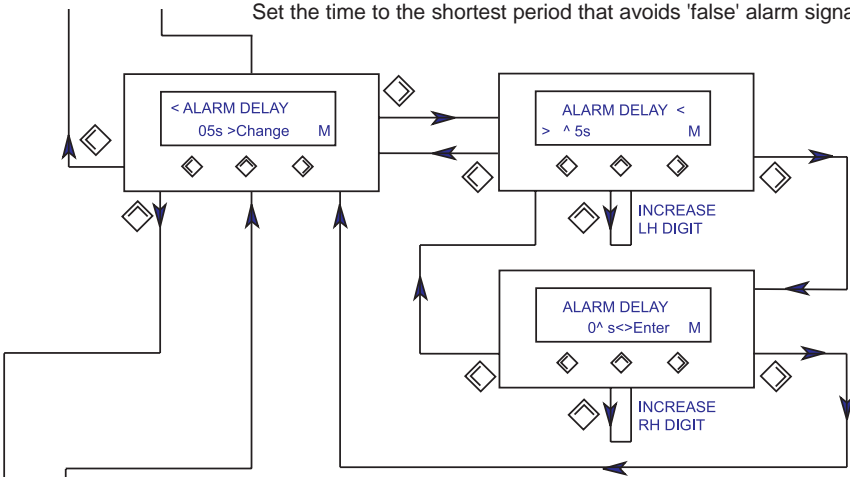 Set the time to the shortest period that avoids 'false' alarm
< ALARM DELAY
05s >Change M
ALARM DELAY <
> ^ 5s M
INCREASE
LH DIGIT
ALARM DELAY
0^ s<>Enter M
INCREASE
RH DIGIT